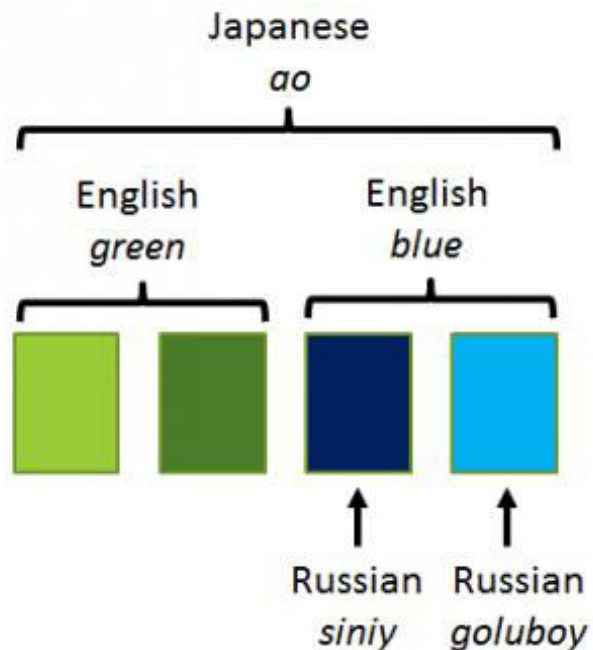 Japanese
ao
English
green
English
blue
Russian
siniy
Russian
goluboy